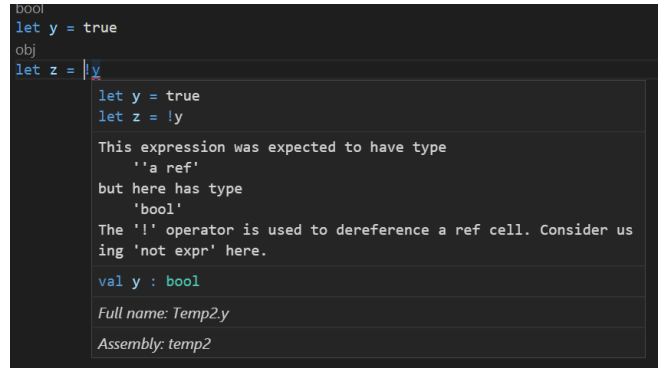 bool
let y = true
obj
let z = !y
let y = true
let z = !y
This expression was expected to have type
''a ref'
but here has type
'bool'
The '!' operator is used to dereference a ref cell. Consider us
ing 'not expr' here.
val y : bool
Full name: Temp2.y
Assembly: temp2